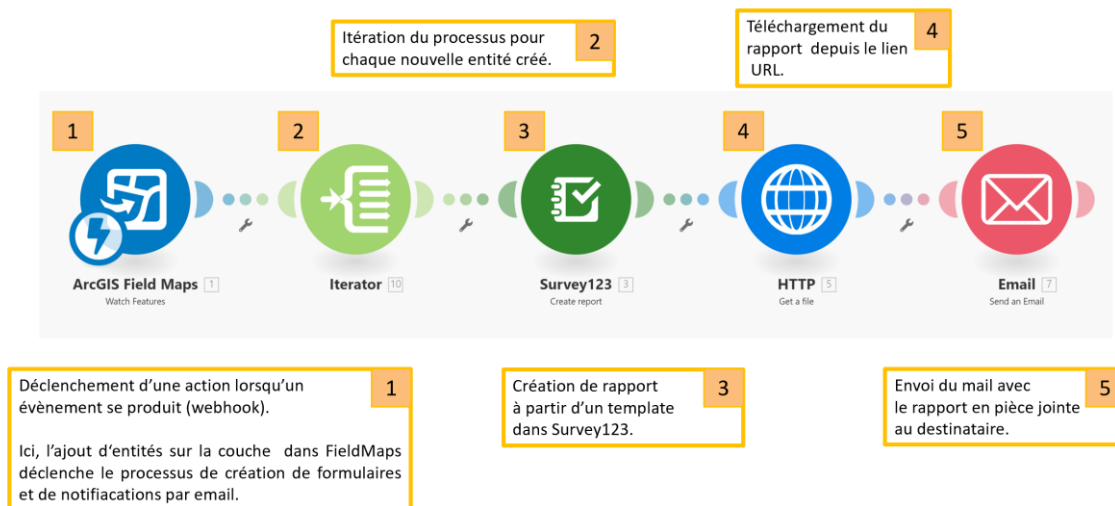 Itération du processus pour
chaque nouvelle entité créé.
2
Téléchargement du
rapport depuis le lien
URL.
4
1
2
3
4
5
ArcGIS Field Maps 1
Watch Features
Iterator 10
Survey123 3
Create report
HTTP 5
Get a file
Email 7
Send an Email
Déclenchement d’une action lorsqu’un
évènement se produit (webhook).
Ici, l’ajout d‘entités sur la couche dans FieldMaps
déclenche le processus de création de formulaires
et de notifiacations par email.
1
Création de rapport
à partir d’un template
dans Survey123.
3
Envoi du mail avec
le rapport en pièce jointe
au destinataire.
5